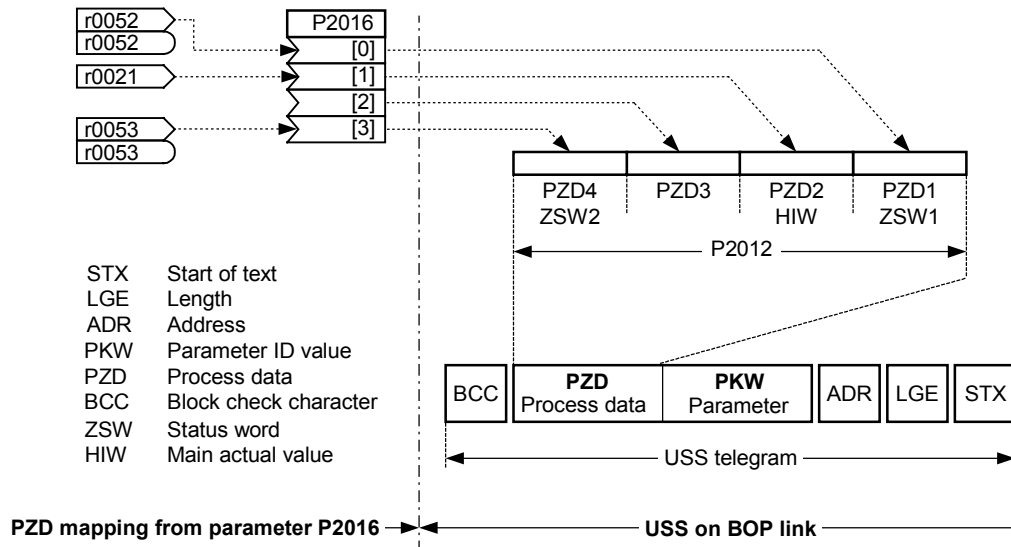 r0052
r0052
P2016
[0]
r0021
[1]
[2]
r0053
[3]
r0053
PZD4 PZD3 PZD2 PZD1
ZSW2 HIW ZSW1
P2012
STX Start of text
LGE Length
ADR Address
PKW Parameter ID value
PZD Process data
BCC Block check character
ZSW Status word
HIW Main actual value
BCC PZD Process data PKW Parameter ADR LGE STX
USS telegram
PZD mapping from parameter P2016 USS on BOP link